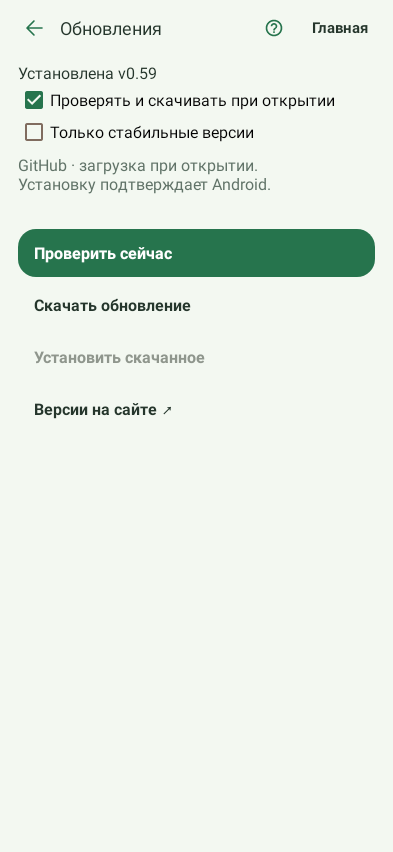 Обновления
Главная
Установлена v0.59
Проверять и скачивать при открытии
Только стабильные версии
GitHub · загрузка при открытии.
Установку подтверждает Android.
Проверить сейчас
Скачать обновление
Установить скачанное
Версии на сайте ↗